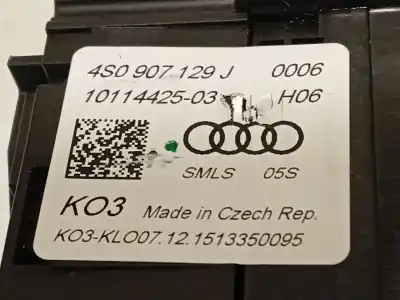 4S0 907 129 J 0006
10114425-03 H06
SMLS 05S
KO3 Made in Czech Rep.
KO3-KLO07.12.1513350095